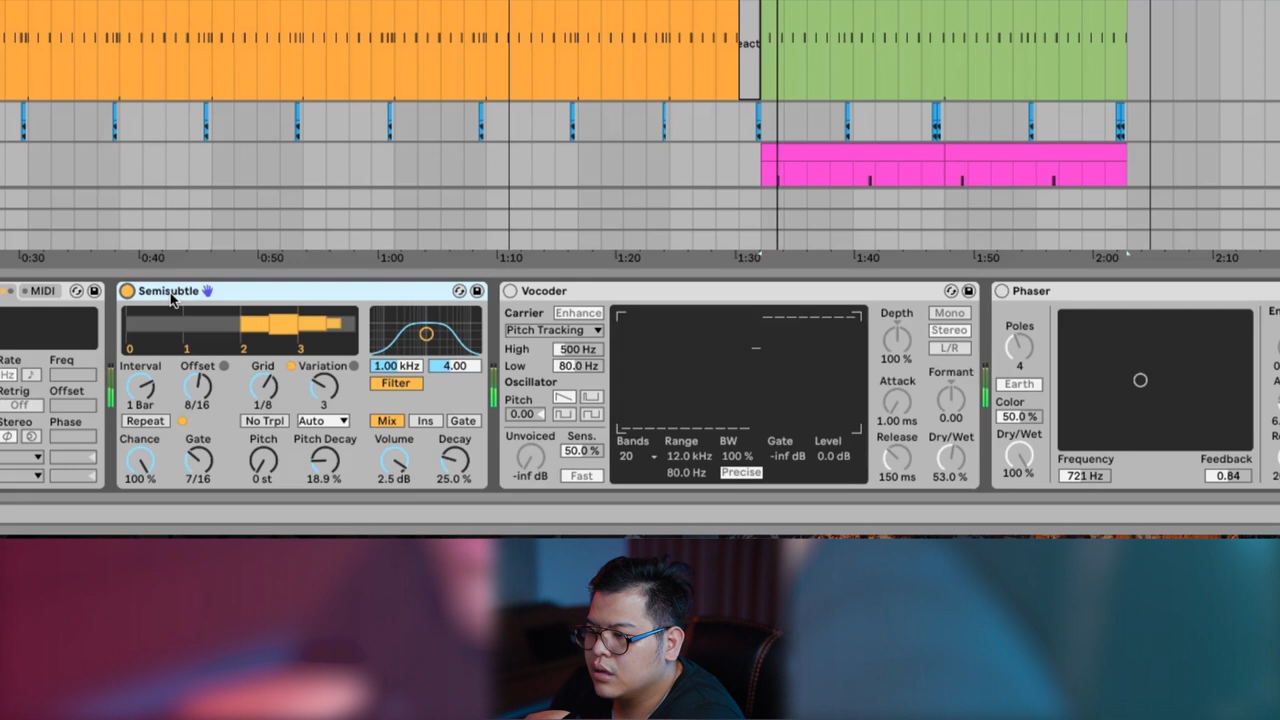 eact
0:30 0:40 0:50 1:00 1:10 1:20 1:30 1:40 1:50 2:00 2:10
MIDI
Semisubtle
Vocoder
Phaser
0 1 2 3
Rate Freq
Hz
Retrig Offset
Off
Stereo Phase
Interval Offset Grid Variation
1 Bar 8/16 1/8 3
Repeat No Trpl Auto
Chance Gate Pitch Pitch Decay
100 % 7/16 0 st 18.9 %
1.00 kHz 4.00
Filter
Mix Ins Gate
Volume Decay
2.5 dB 25.0 %
Carrier Enhance
Pitch Tracking
High 500 Hz
Low 80.0 Hz
Oscillator
Pitch
0.00
Unvoiced Sens.
50.0 %
-inf dB Fast
Bands Range BW Gate Level
20 12.0 kHz 100 % -inf dB 0.0 dB
80.0 Hz Precise
Depth Mono
Stereo
100 % L/R
Attack Formant
1.00 ms 0.00
Release Dry/Wet
150 ms 53.0 %
Poles
4
Earth
Color
50.0 %
Dry/Wet
100 %
Frequency Feedback
721 Hz 0.84